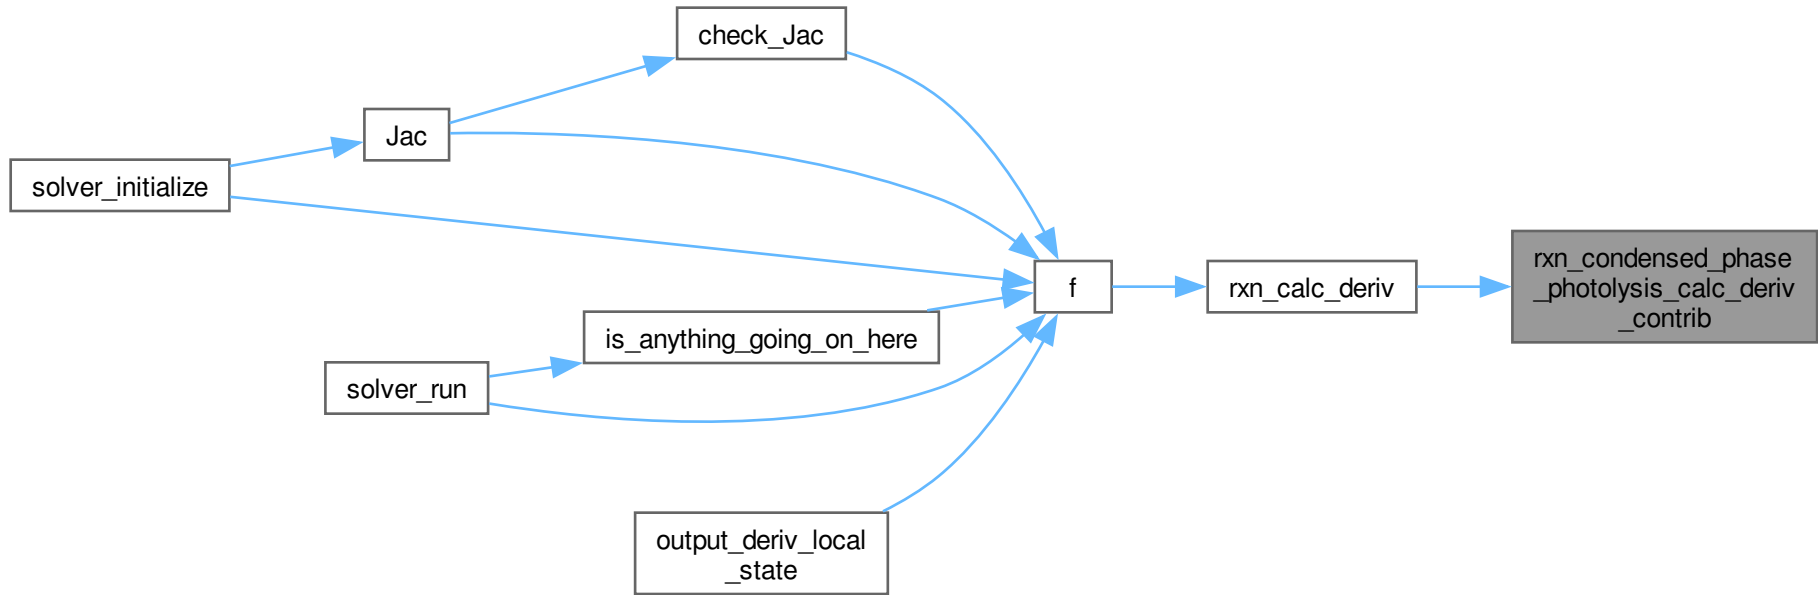 check_Jac
Jac
solver_initialize
f
rxn_calc_deriv
rxn_condensed_phase
_photolysis_calc_deriv
_contrib
is_anything_going_on_here
solver_run
output_deriv_local
_state